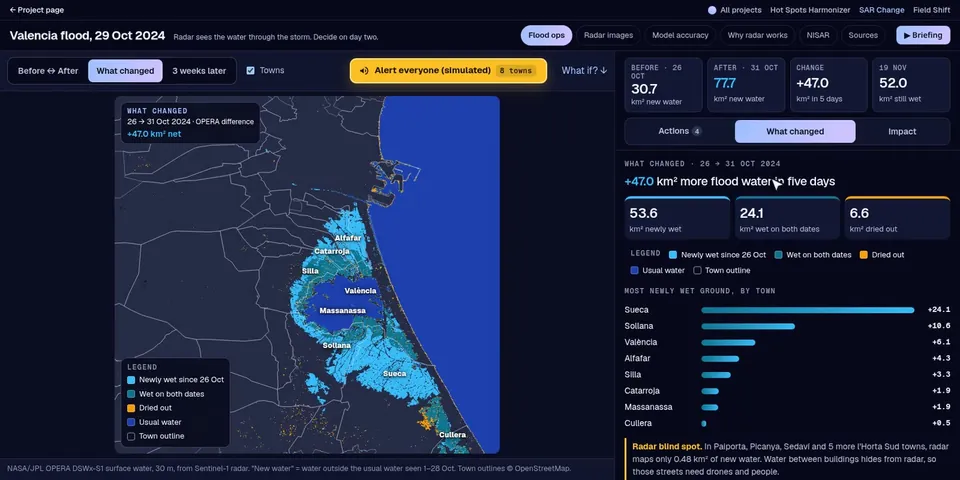 ← Project page
All projects
Hot Spots Harmonizer
SAR Change
Field Shift
Valencia flood, 29 Oct 2024
Radar sees the water through the storm. Decide on day two.
Flood ops
Radar images
Model accuracy
Why radar works
NISAR
Sources
▶ Briefing
Before ↔ After
What changed
3 weeks later
Towns
Alert everyone (simulated) 8 towns
What if? ↓
WHAT CHANGED
26 → 31 Oct 2024 · OPERA difference
+47.0 km² net
Alfafar
Catarroja
Silla
València
Massanassa
Sollana
Sueca
Cullera
LEGEND
Newly wet since 26 Oct
Wet on both dates
Dried out
Usual water
Town outline
NASA/JPL OPERA DSWx-S1 surface water, 30 m, from Sentinel-1 radar. "New water" = water outside the usual water seen 1–28 Oct. Town outlines © OpenStreetMap.
BEFORE · 26
OCT
30.7
km² new water
AFTER · 31 OCT
77.7
km² new water
CHANGE
+47.0
km² in 5 days
19 NOV
52.0
km² still wet
Actions 4
What changed
Impact
WHAT CHANGED · 26 → 31 OCT 2024
+47.0 km² more flood water in five days
53.6
km² newly wet
24.1
km² wet on both dates
6.6
km² dried out
LEGEND
Newly wet since 26 Oct
Wet on both dates
Dried out
Usual water
Town outline
MOST NEWLY WET GROUND, BY TOWN
Sueca +24.1
Sollana +10.6
València +6.1
Alfafar +4.3
Silla +3.3
Catarroja +1.9
Massanassa +1.9
Cullera +0.5
Radar blind spot. In Paiporta, Picanya, Sedaví and 5 more l'Horta Sud towns, radar
maps only 0.48 km² of new water. Water between buildings hides from radar, so
those streets need drones and people.